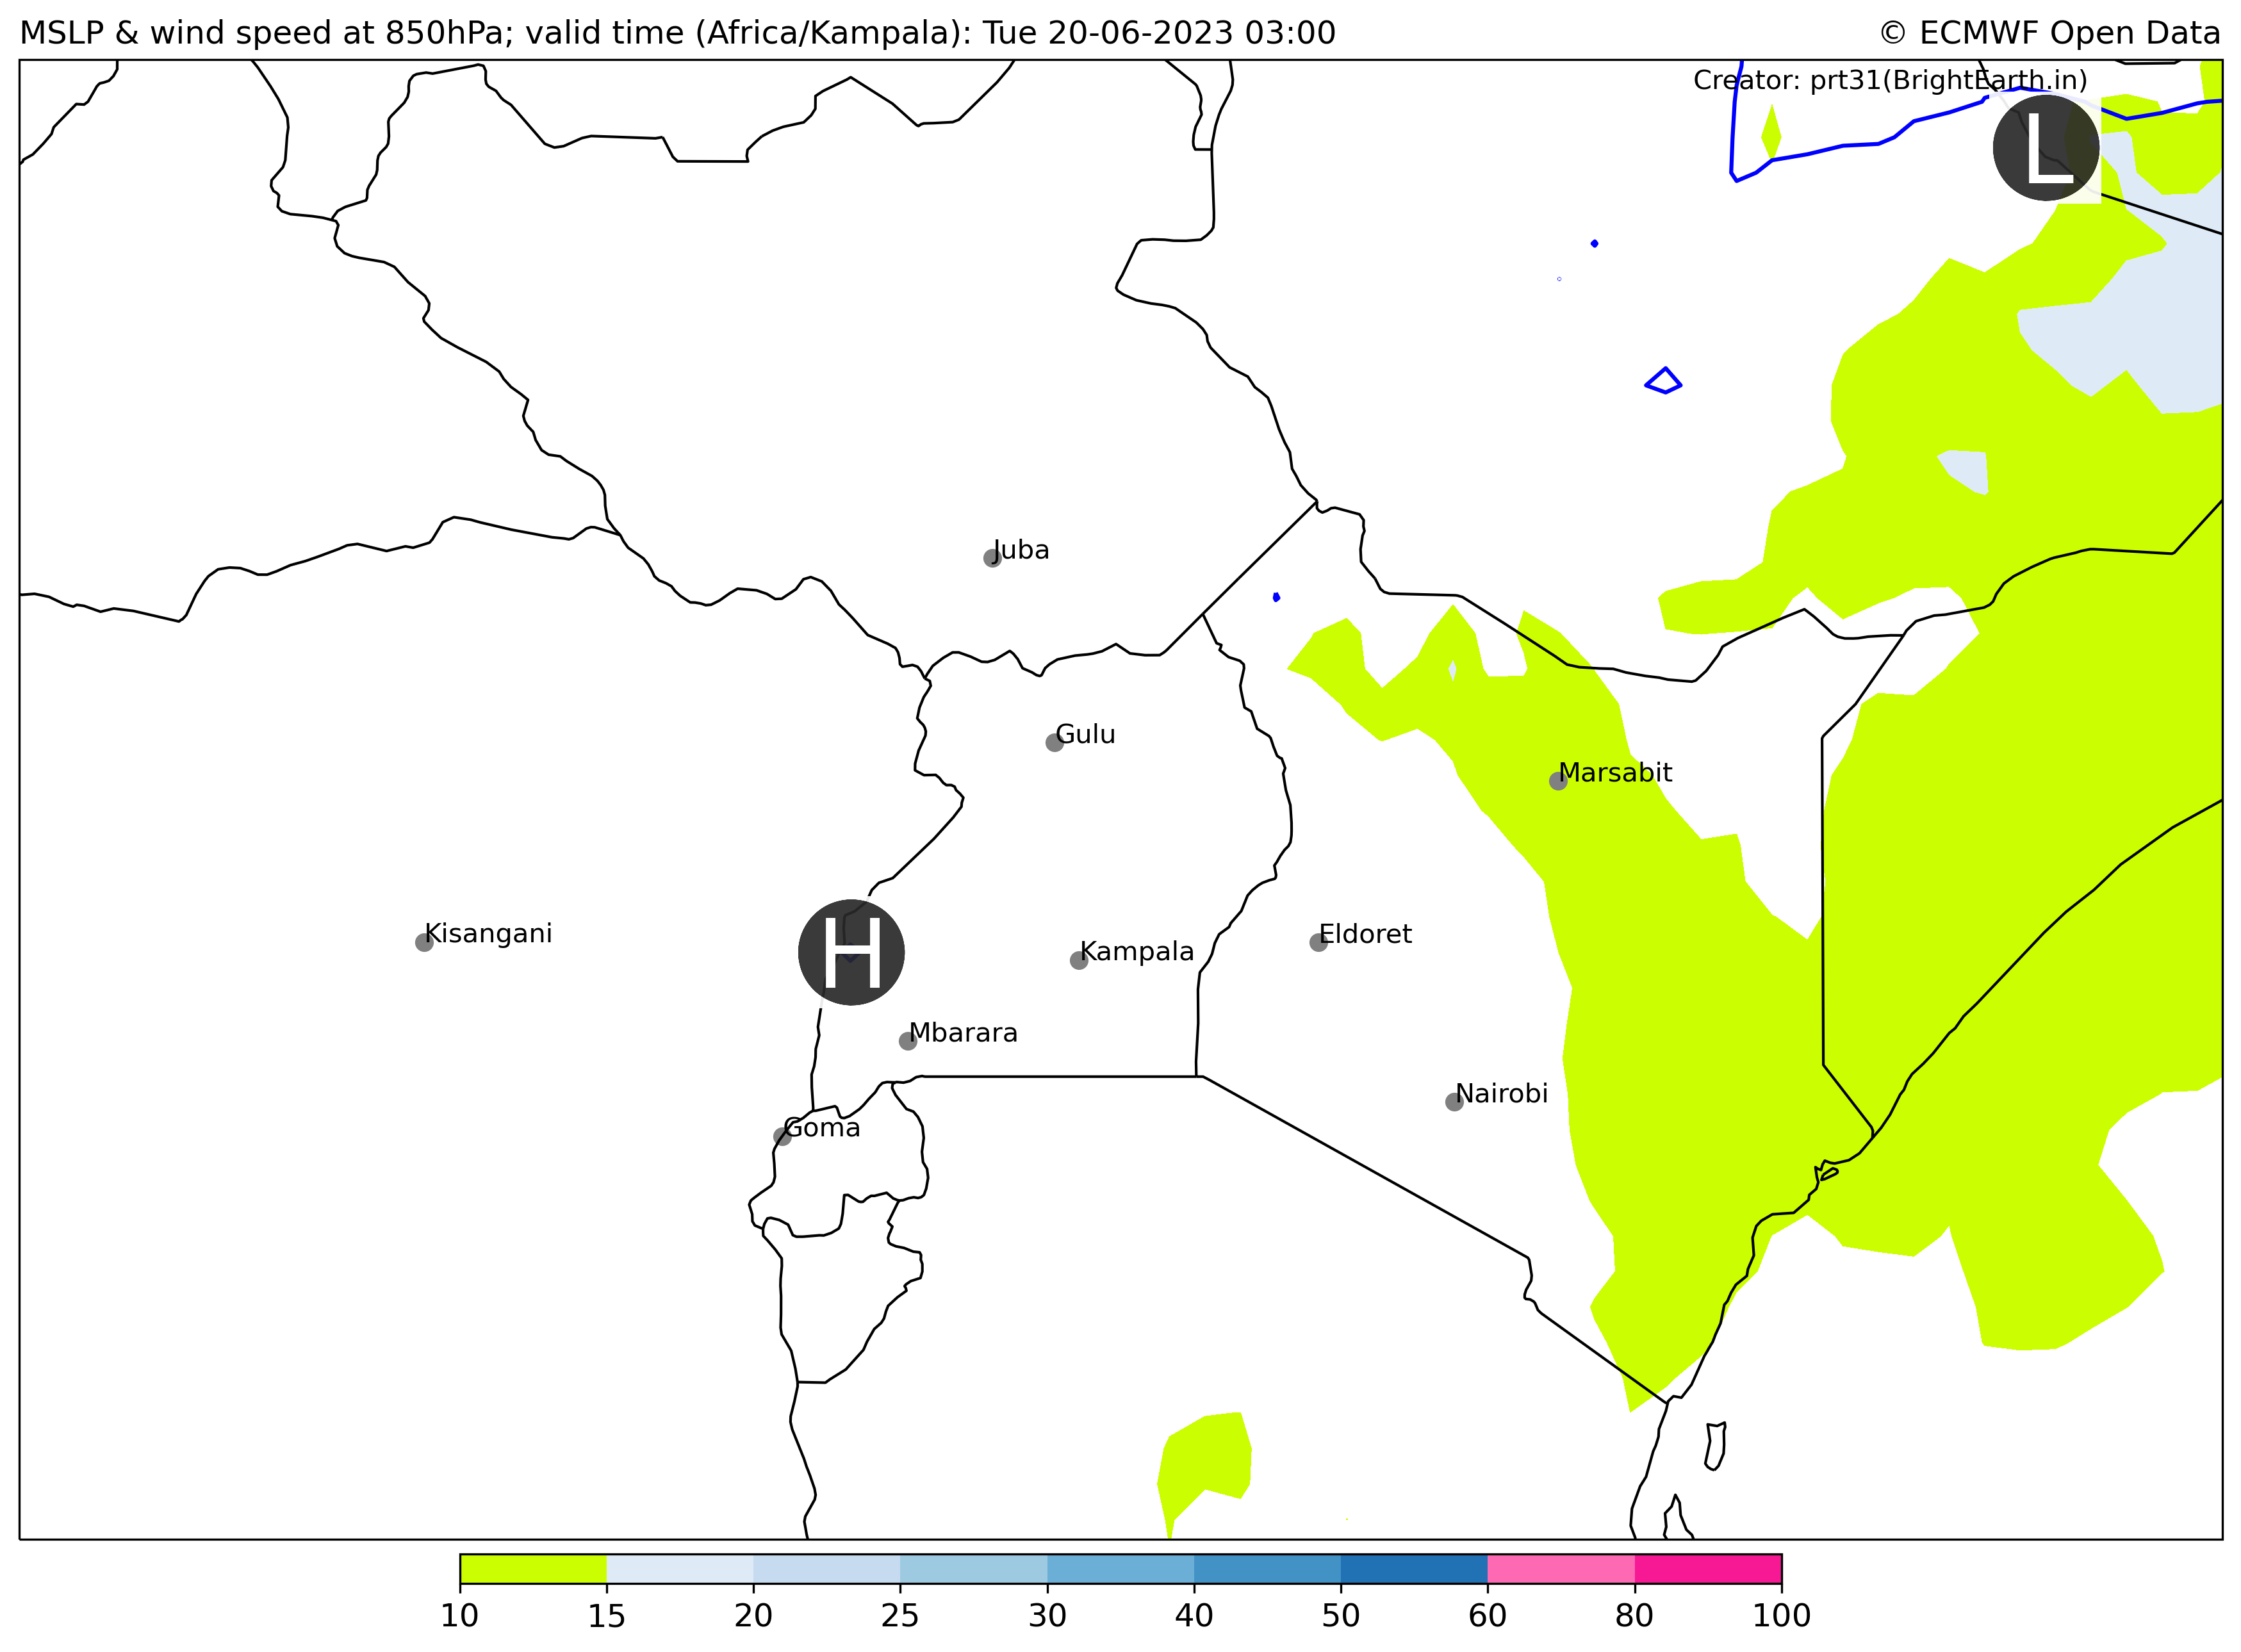 MSLP & wind speed at 850hPa; valid time (Africa/Kampala): Tue 20-06-2023 03:00
© ECMWF Open Data
Creator: prt31(BrightEarth.in)
L
Juba
Gulu
Marsabit
Kisangani
H
Kampala
Eldoret
Mbarara
Nairobi
Goma
10 15 20 25 30 40 50 60 80 100